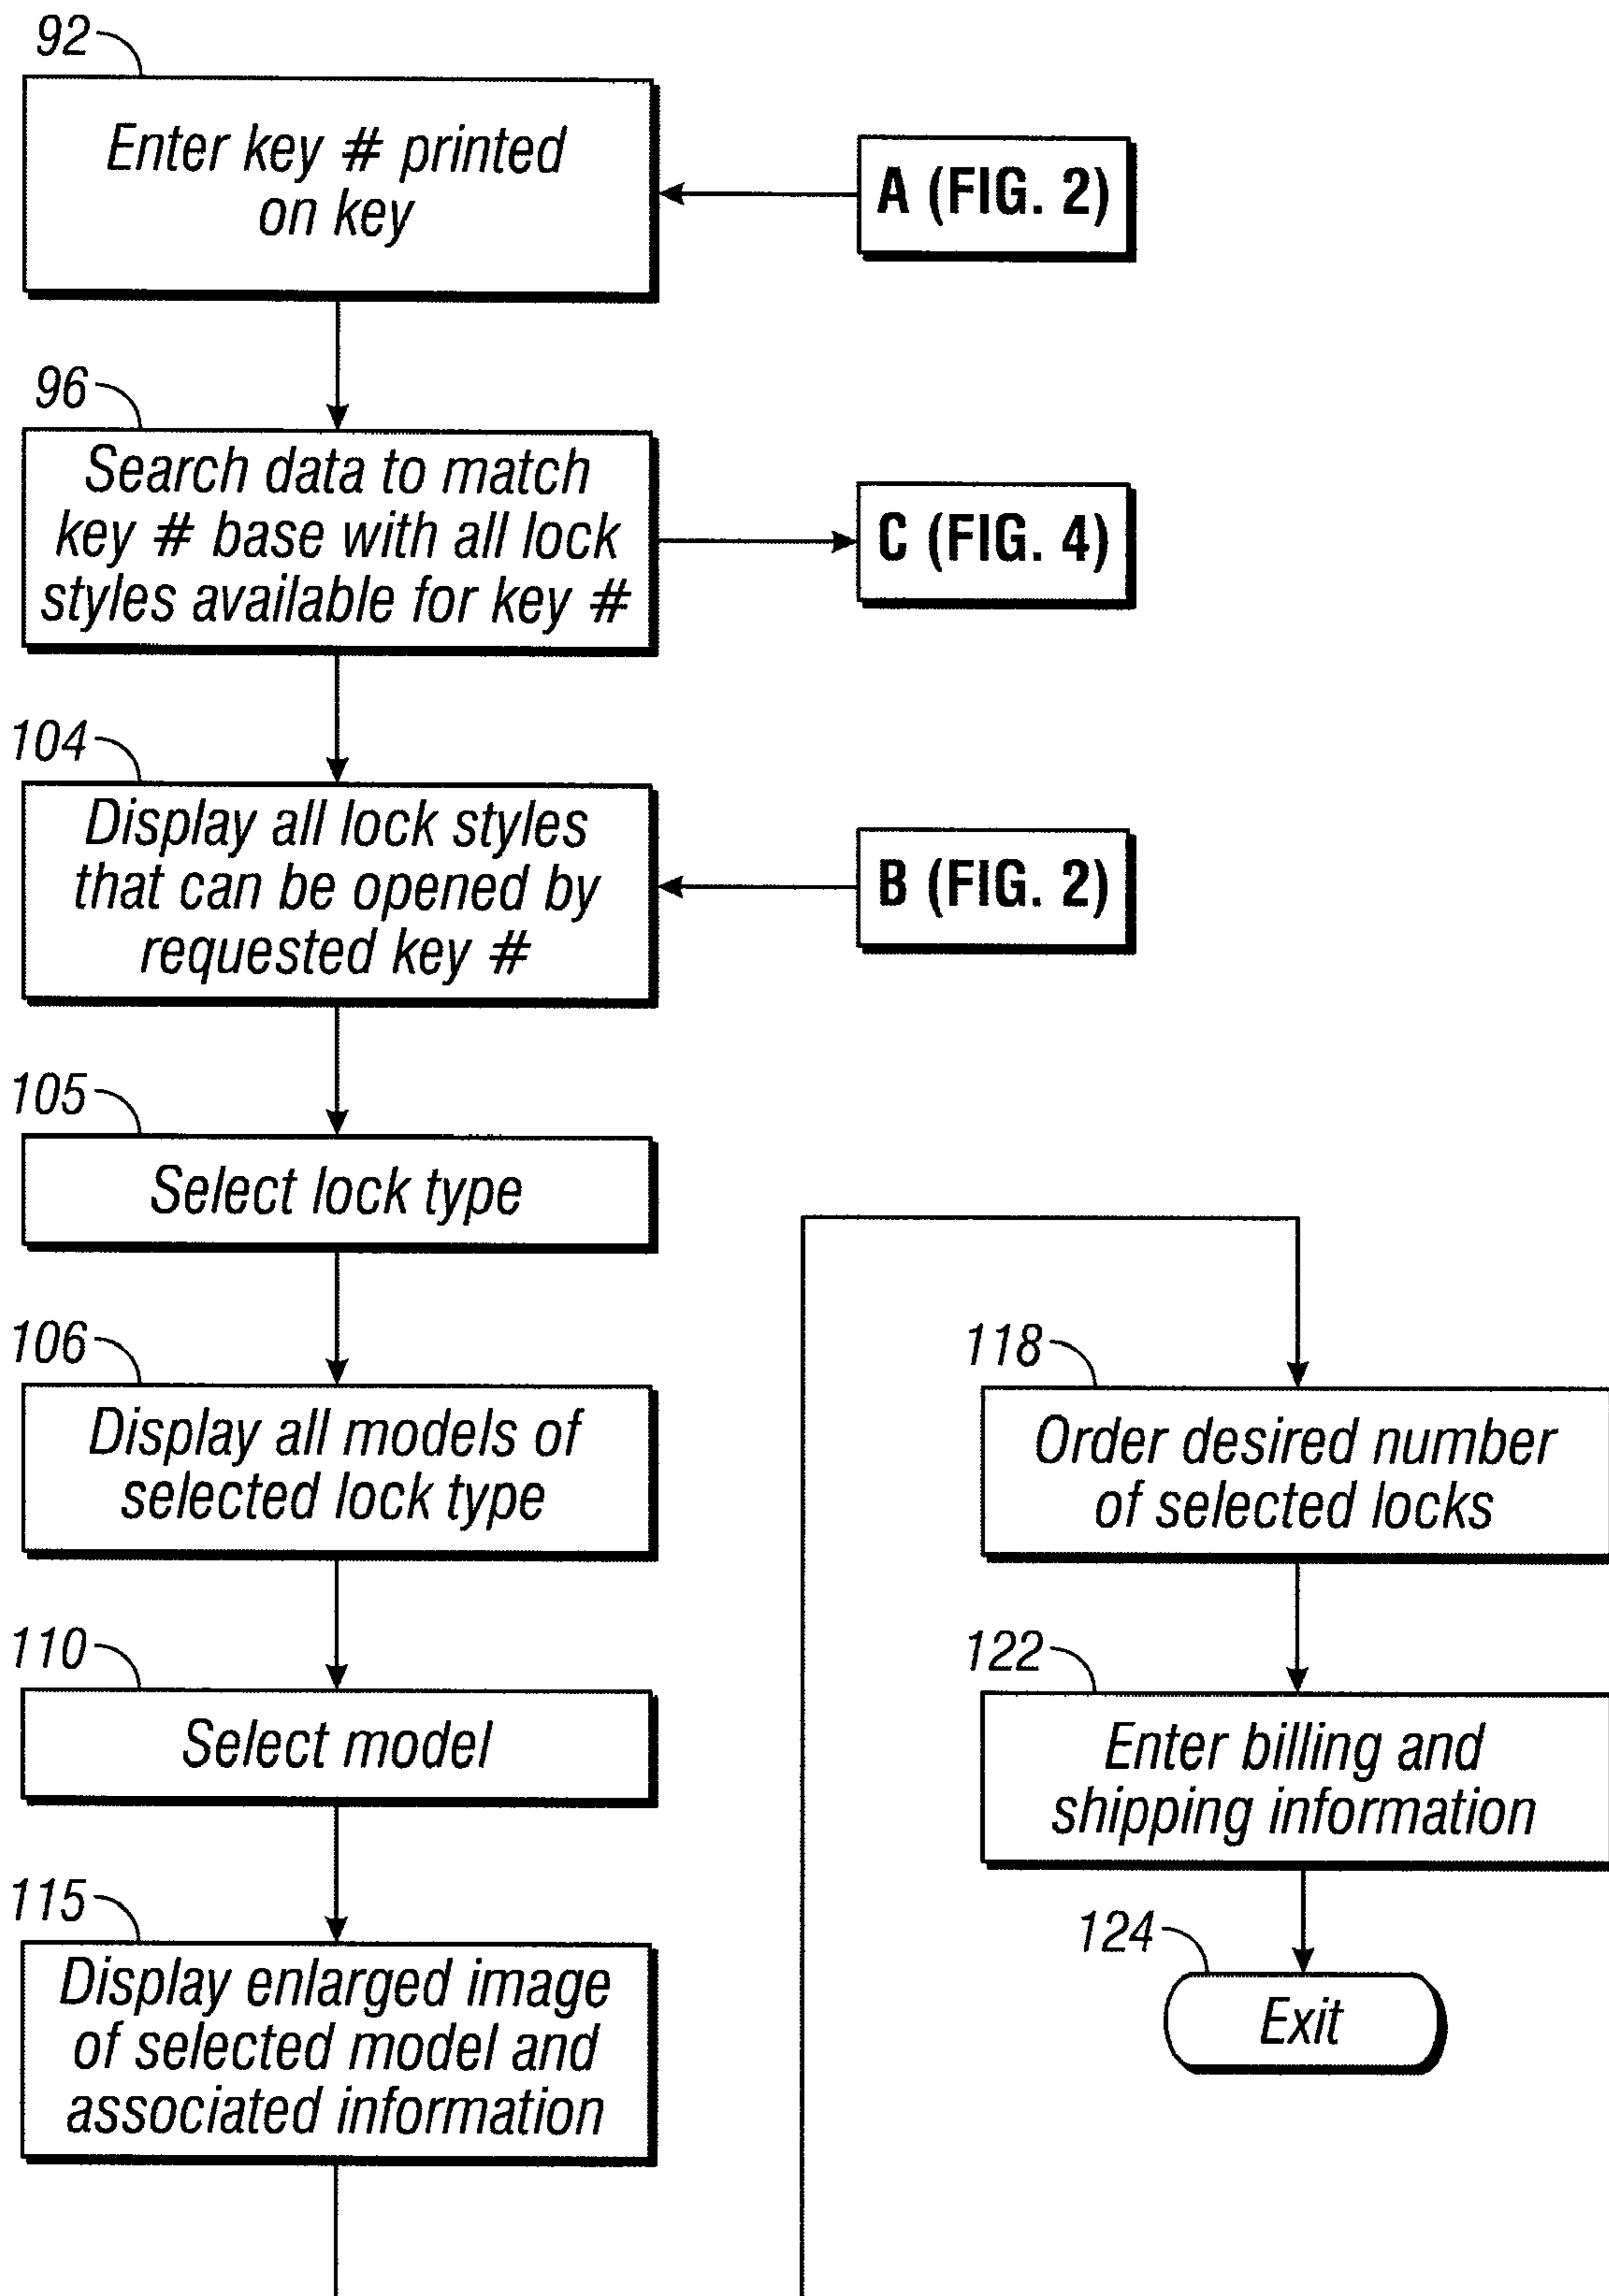 92
Enter key # printed
on key
A (FIG. 2)
96
Search data to match
key # base with all lock
styles available for key #
C (FIG. 4)
104
Display all lock styles
that can be opened by
requested key #
B (FIG. 2)
105
Select lock type
106
Display all models of
selected lock type
110
Select model
115
Display enlarged image
of selected model and
associated information
118
Order desired number
of selected locks
122
Enter billing and
shipping information
124
Exit